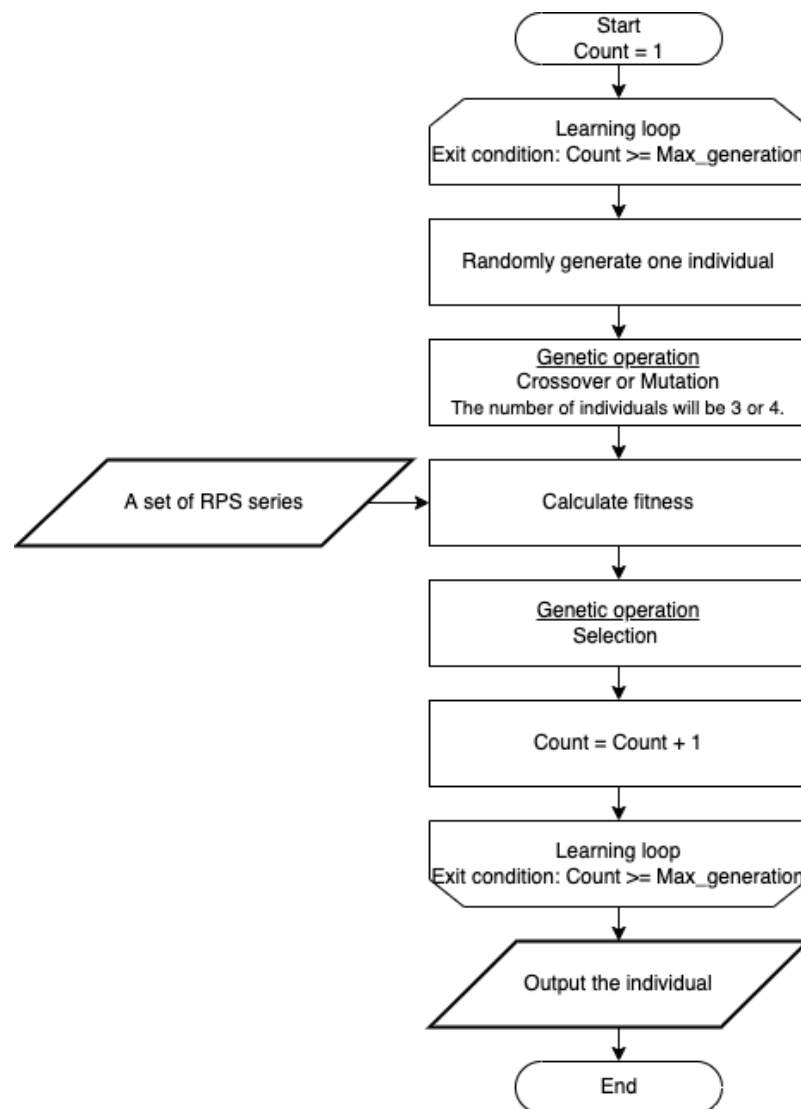 Start
Count = 1
Learning loop
Exit condition: Count >= Max_generation
Randomly generate one individual
Genetic operation
Crossover or Mutation
The number of individuals will be 3 or 4.
A set of RPS series
Calculate fitness
Genetic operation
Selection
Count = Count + 1
Learning loop
Exit condition: Count >= Max_generation
Output the individual
End